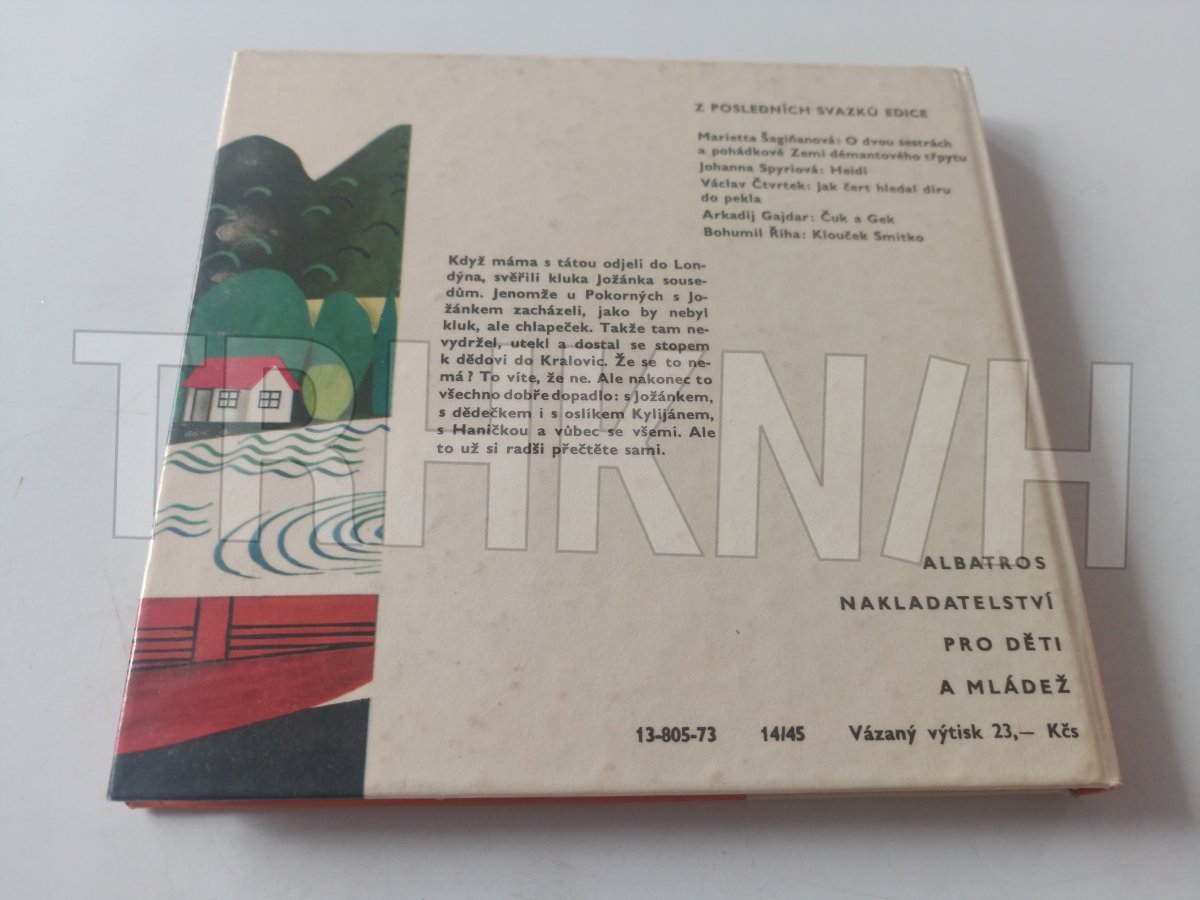 Z POSLEDNÍCH SVAZKŮ EDICE
Marietta Šagiňanová: O dvou sestrách
a pohádkové Zemi démantového třpytu
Johanna Spyriová: Heidi
Václav Čtvrtek: Jak čert hledal díru
do pekla
Arkadij Gajdar: Čuk a Gek
Bohumil Říha: Klouček Smítko
Když máma s tátou odjeli do Lon-
dýna, svěřili kluka Jožánka souse-
dům. Jenomže u Pokorných s Jo-
žánkem zacházeli, jako by nebyl
kluk, ale chlapeček. Takže tam ne-
vydržel, utekl a dostal se stopem
k dědovi do Kralovic. Že se to ne-
má? To víte, že ne. Ale nakonec to
všechno dobře dopadlo: s Jožánkem,
s dědečkem i s oslíkem Kylijánem,
s Haničkou a vůbec se všemi. Ale
to už si radši přečtěte sami.
TRHKN/H
ALBATROS
NAKLADATELSTVÍ
PRO DĚTI
A MLÁDEŽ
13-805-73 14/45 Vázaný výtisk 23,— Kčs